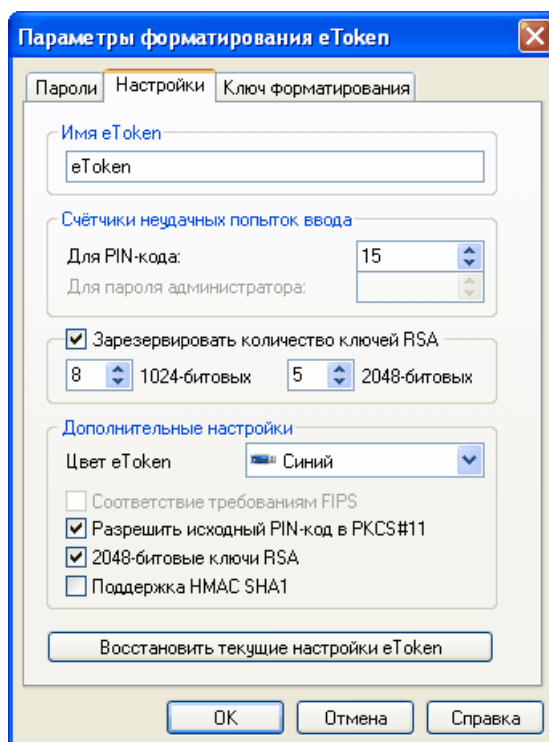 Параметры форматирования eToken
Пароли Настройки Ключ форматирования
Имя eToken
eToken
Счётчики неудачных попыток ввода
Для PIN-кода: 15
Для пароля администратора:
Зарезервировать количество ключей RSA
8 1024-битовых 5 2048-битовых
Дополнительные настройки
Цвет eToken Синий
Соответствие требованиям FIPS
Разрешить исходный PIN-код в PKCS#11
2048-битовые ключи RSA
Поддержка HMAC SHA1
Восстановить текущие настройки eToken
OK Отмена Справка